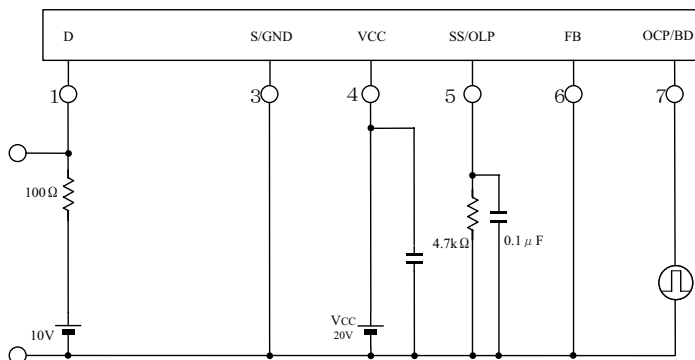 D S/GND VCC SS/OLP FB OCP/BD
1 3 4 5 6 7
100Ω
4.7kΩ 0.1μF
10V VCC
20V